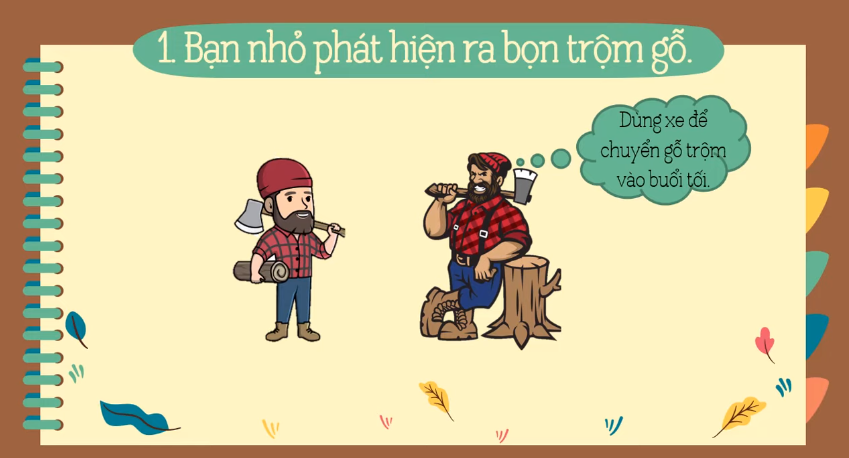 1. Bạn nhỏ phát hiện ra bọn trộm gỗ.
Dùng xe để
chuyển gỗ trộm
vào buổi tối.